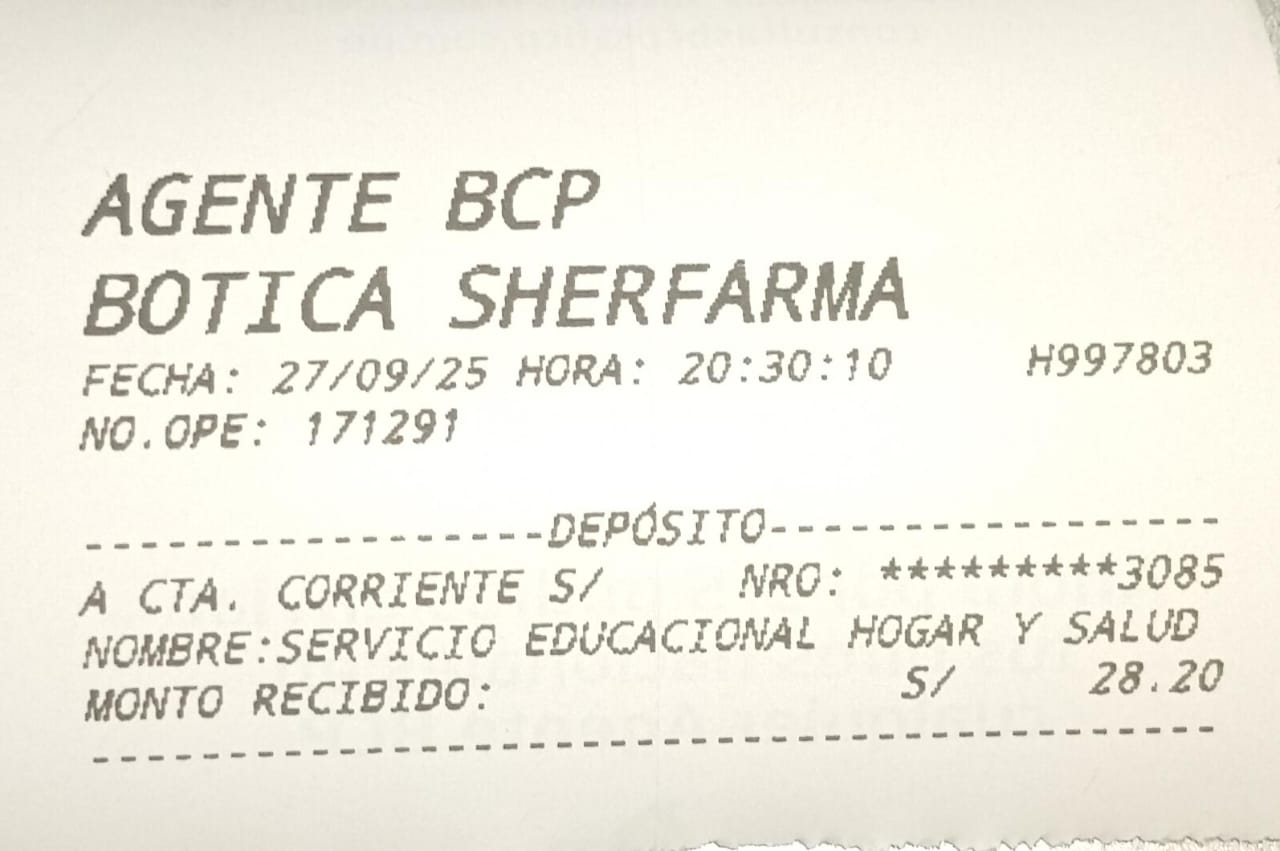 AGENTE BCP
BOTICA SHERFARMA
FECHA: 27/09/25 HORA: 20:30:10 H997803
NO.OPE: 171291
-----------------DEPÓSITO-----------------
A CTA. CORRIENTE S/ NRO: *********3085
NOMBRE:SERVICIO EDUCACIONAL HOGAR Y SALUD
MONTO RECIBIDO: S/ 28.20
------------------------------------------